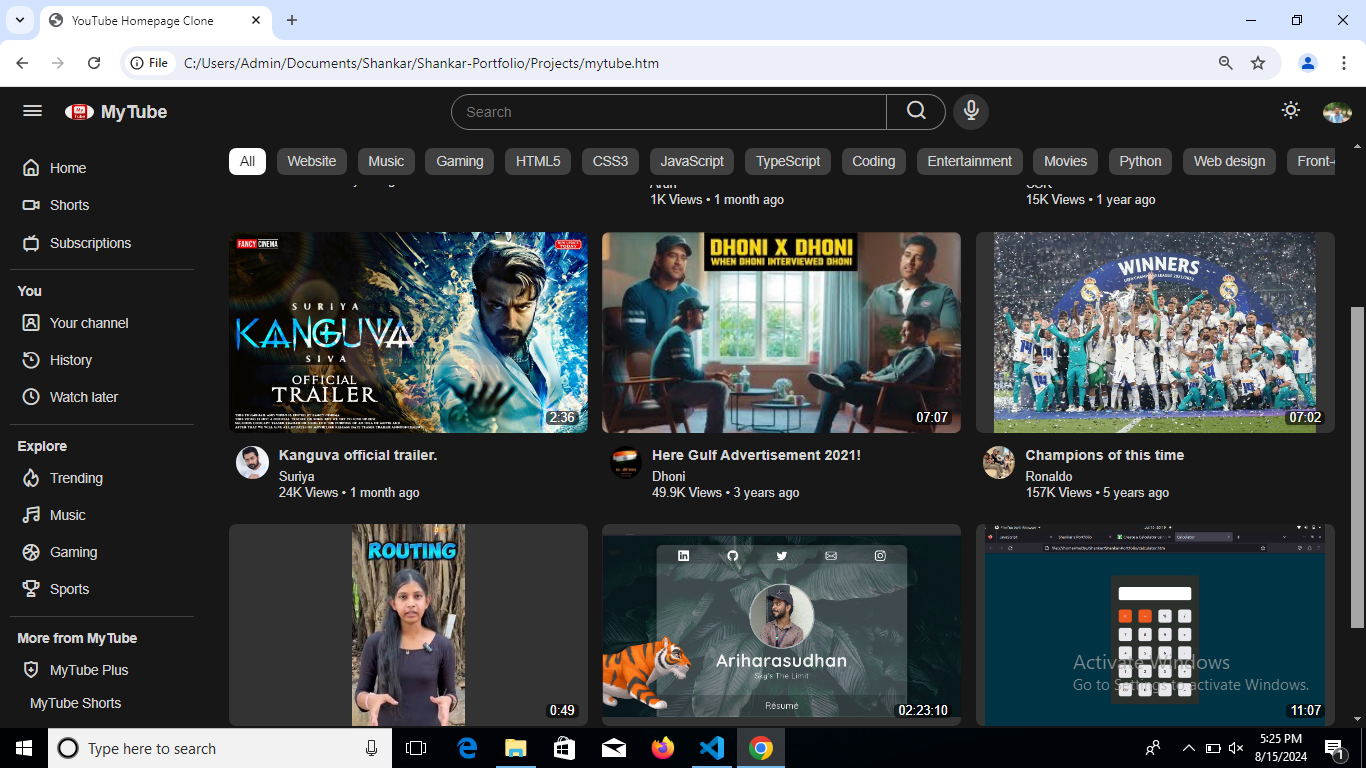 YouTube Homepage Clone
File
C:/Users/Admin/Documents/Shankar/Shankar-Portfolio/Projects/mytube.htm
MyTube
Search
Home
Shorts
Subscriptions
You
Your channel
History
Watch later
Explore
Trending
Music
Gaming
Sports
More from MyTube
MyTube Plus
MyTube Shorts
All Website Music Gaming HTML5 CSS3 JavaScript TypeScript Coding Entertainment Movies Python Web design Front-
1K Views • 1 month ago
15K Views • 1 year ago
FANCY CINEMA
SURIYA
KANGUVA
SIVA
OFFICIAL
TRAILER
2:36
Kanguva official trailer.
Suriya
24K Views • 1 month ago
DHONI X DHONI
WHEN DHONI INTERVIEWED DHONI
07:07
Here Gulf Advertisement 2021!
Dhoni
49.9K Views • 3 years ago
WINNERS
07:02
Champions of this time
Ronaldo
157K Views • 5 years ago
ROUTING
0:49
Ariharasudhan
Sky's The Limit
Résumé
02:23:10
11:07
Activate Windows
Go to Settings to activate Windows.
Type here to search
5:25 PM
8/15/2024
1